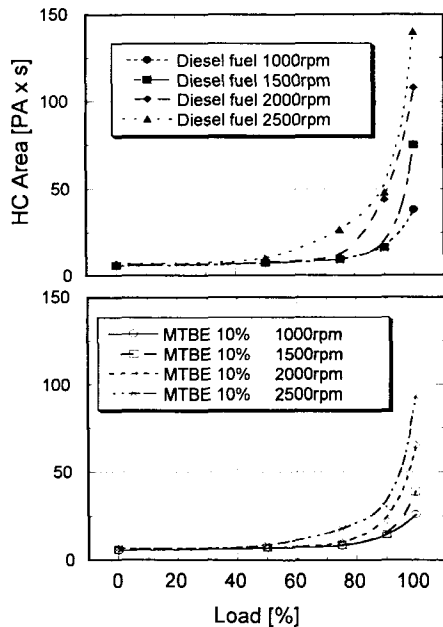 150
Diesel fuel 1000rpm
Diesel fuel 1500rpm
Diesel fuel 2000rpm
Diesel fuel 2500rpm
HC Area [PA x s]
100
50
0
150
MTBE 10% 1000rpm
MTBE 10% 1500rpm
MTBE 10% 2000rpm
MTBE 10% 2500rpm
100
50
0
0 20 40 60 80 100
Load [%]